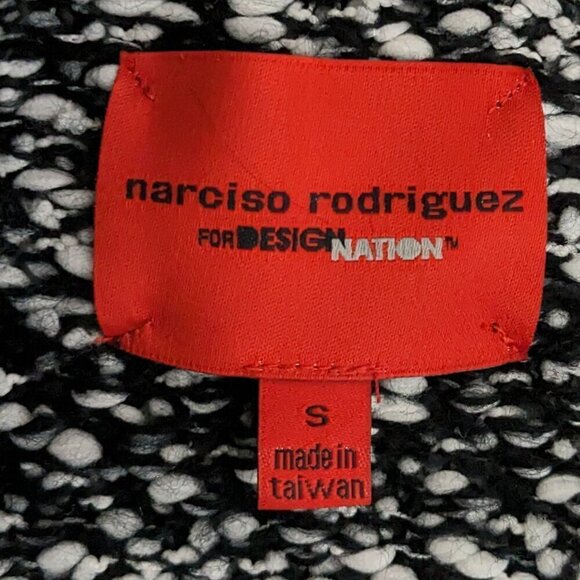 narciso rodriguez
FOR DESIGN NATION™
S
made in
taiwan